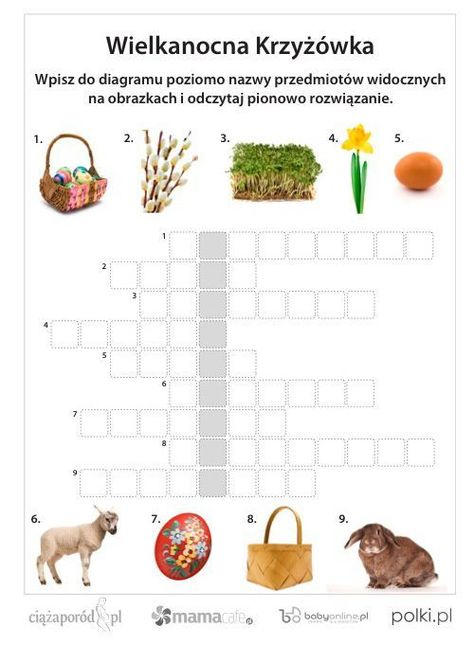 Wielkanocna Krzyżówka
Wpisz do diagramu poziomo nazwy przedmiotów widocznych
na obrazkach i odczytaj pionowo rozwiązanie.
1. 2. 3. 4. 5.
1
2
3
4
5
6
7
8
9
6. 7. 8. 9.
ciążaporód.pl mamacafe.pl babyonline.pl polki.pl